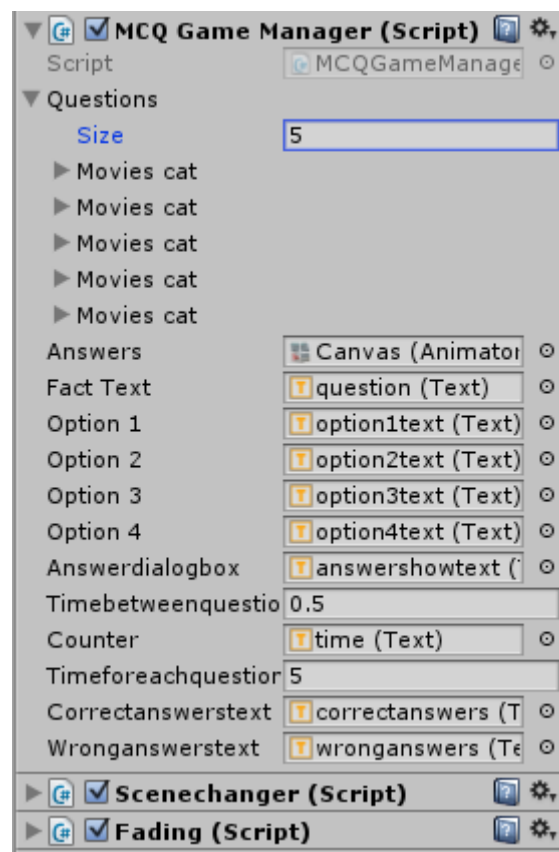 MCQ Game Manager (Script)
Script MCQGameManage
Questions
Size 5
Movies cat
Movies cat
Movies cat
Movies cat
Movies cat
Answers Canvas (Animator
Fact Text question (Text)
Option 1 option1text (Text)
Option 2 option2text (Text)
Option 3 option3text (Text)
Option 4 option4text (Text)
Answerdialogbox answershowtext (
Timebetweenquestio 0.5
Counter time (Text)
Timeforeachquestion 5
Correctanswerstext correctanswers (T
Wronganswerstext wronganswers (Te
Scenechanger (Script)
Fading (Script)